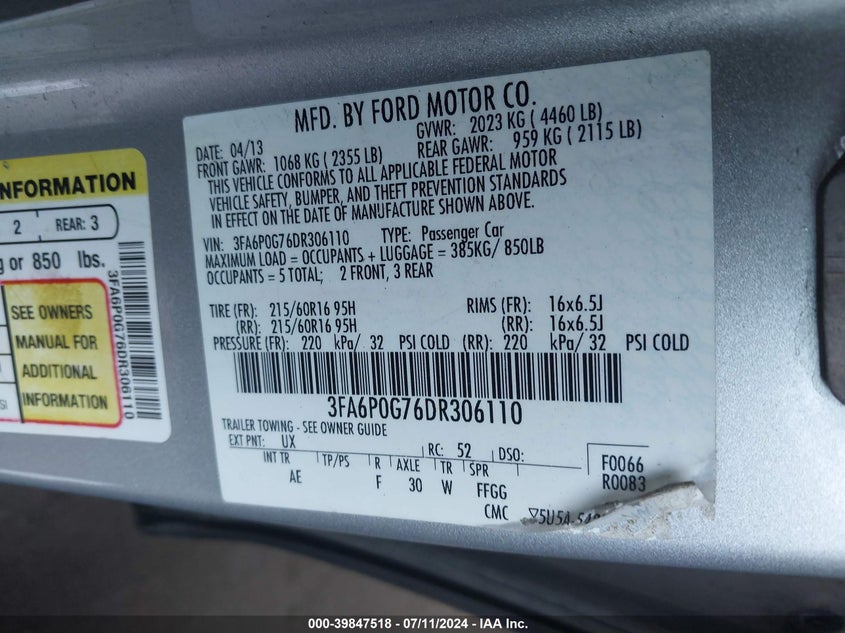 MFD. BY FORD MOTOR CO.
DATE: 04/13 GVWR: 2023 KG ( 4460 LB)
FRONT GAWR: 1068 KG ( 2355 LB) REAR GAWR: 959 KG ( 2115 LB)
THIS VEHICLE CONFORMS TO ALL APPLICABLE FEDERAL MOTOR
VEHICLE SAFETY, BUMPER, AND THEFT PREVENTION STANDARDS
IN EFFECT ON THE DATE OF MANUFACTURE SHOWN ABOVE.
VIN: 3FA6P0G76DR306110 TYPE: Passenger Car
MAXIMUM LOAD = OCCUPANTS + LUGGAGE = 385KG/ 850LB
OCCUPANTS = 5 TOTAL; 2 FRONT, 3 REAR
TIRE (FR): 215/60R16 95H RIMS (FR): 16x6.5J
(RR): 215/60R16 95H (RR): 16x6.5J
PRESSURE (FR): 220 kPa/ 32 PSI COLD (RR): 220 kPa/ 32 PSI COLD
3FA6P0G76DR306110
TRAILER TOWING - SEE OWNER GUIDE
EXT PNT: UX RC: 52 DSO:
INT TR TP/PS R AXLE TR SPR
AE F 30 W FFGG
F0066
R0083
CMC ▽5U5A-542
INFORMATION
2 REAR: 3
g or 850 lbs.
SEE OWNERS
MANUAL FOR
ADDITIONAL
INFORMATION
SI
3FA6P0G76DR306110
000-39847518 - 07/11/2024 - IAAI.com